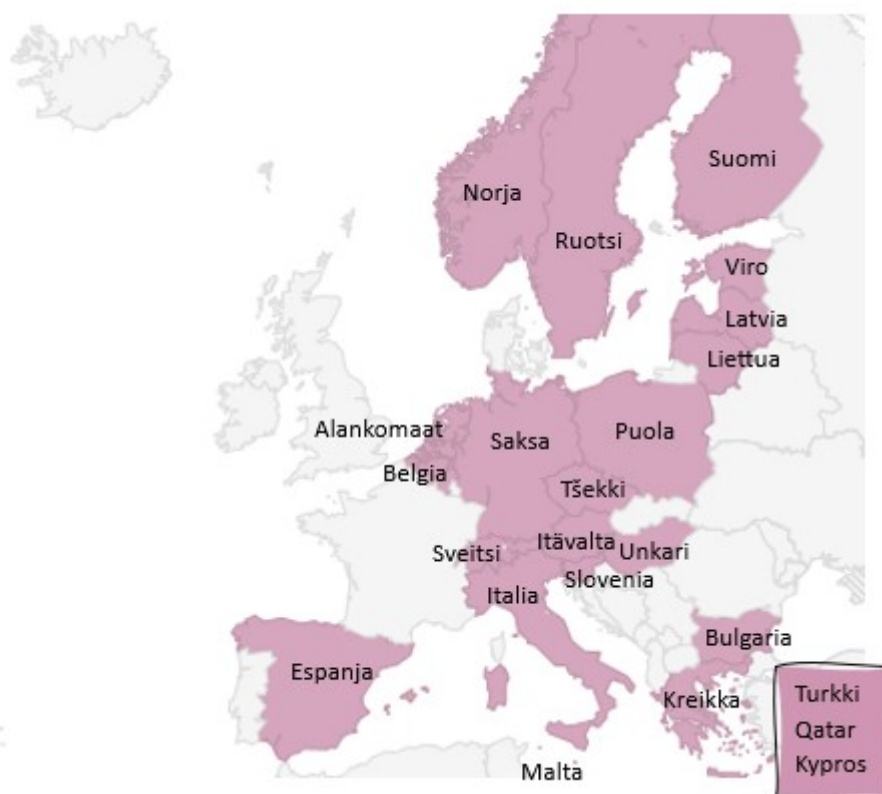 Suomi
Norja
Ruotsi
Viro
Latvia
Liettua
Alankomaat
Saksa
Puola
Belgia
Tšekki
Itävalta
Unkari
Sveitsi
Slovenia
Italia
Bulgaria
Espanja
Kreikka
Turkki
Qatar
Kypros
Malta